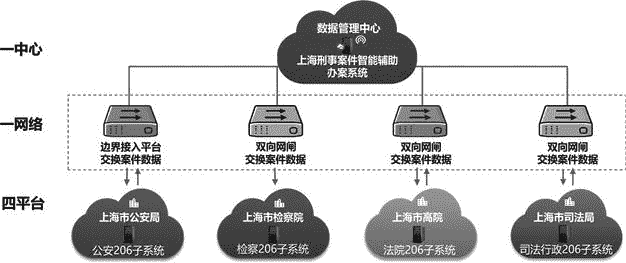 数据管理中心
一中心
上海刑事案件智能辅助
办案系统
一网络
边界接入平台
交换案件数据
双向网闸
交换案件数据
双向网闸
交换案件数据
双向网闸
交换案件数据
四平台
上海市公安局
公安206子系统
上海市检察院
检察206子系统
上海市高院
法院206子系统
上海市司法局
司法行政206子系统